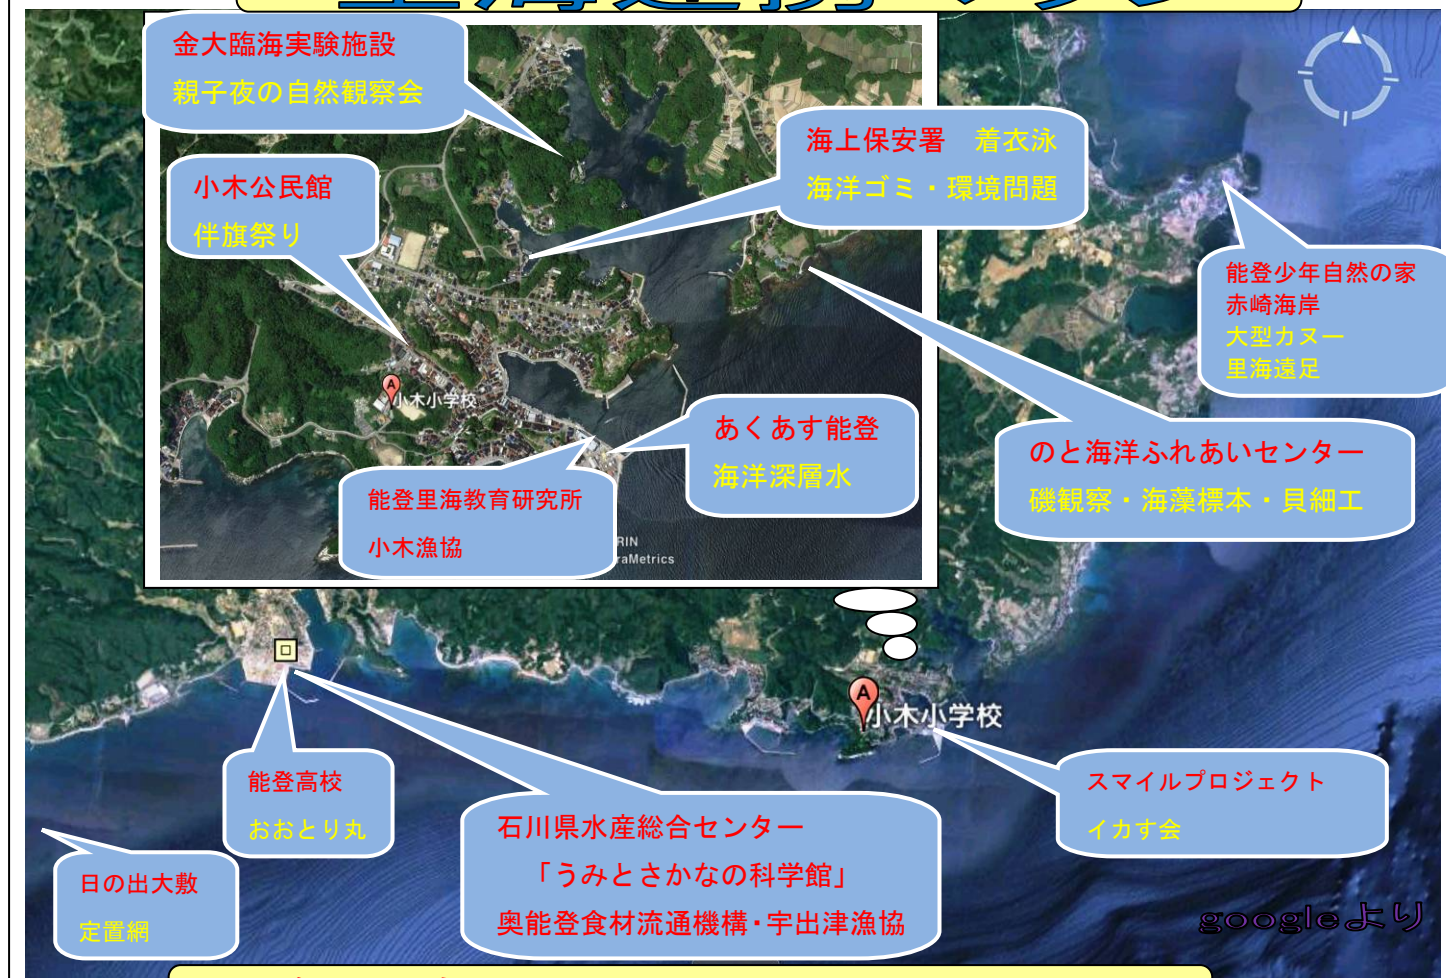 金大臨海実験施設
親子夜の自然観察会
海上保安署　着衣泳
海洋ゴミ・環境問題
小木公民館
伴旗祭り
能登少年自然の家
赤崎海岸
大型カヌー
里海遠足
A
小木小学校
あくあす能登
海洋深層水
のと海洋ふれあいセンター
磯観察・海藻標本・貝細工
能登里海教育研究所
小木漁協
RIN
raMetrics
A
小木小学校
能登高校
おおとり丸
スマイルプロジェクト
イカす会
石川県水産総合センター
「うみとさかなの科学館」
奥能登食材流通機構・宇出津漁協
日の出大敷
定置網
googleより